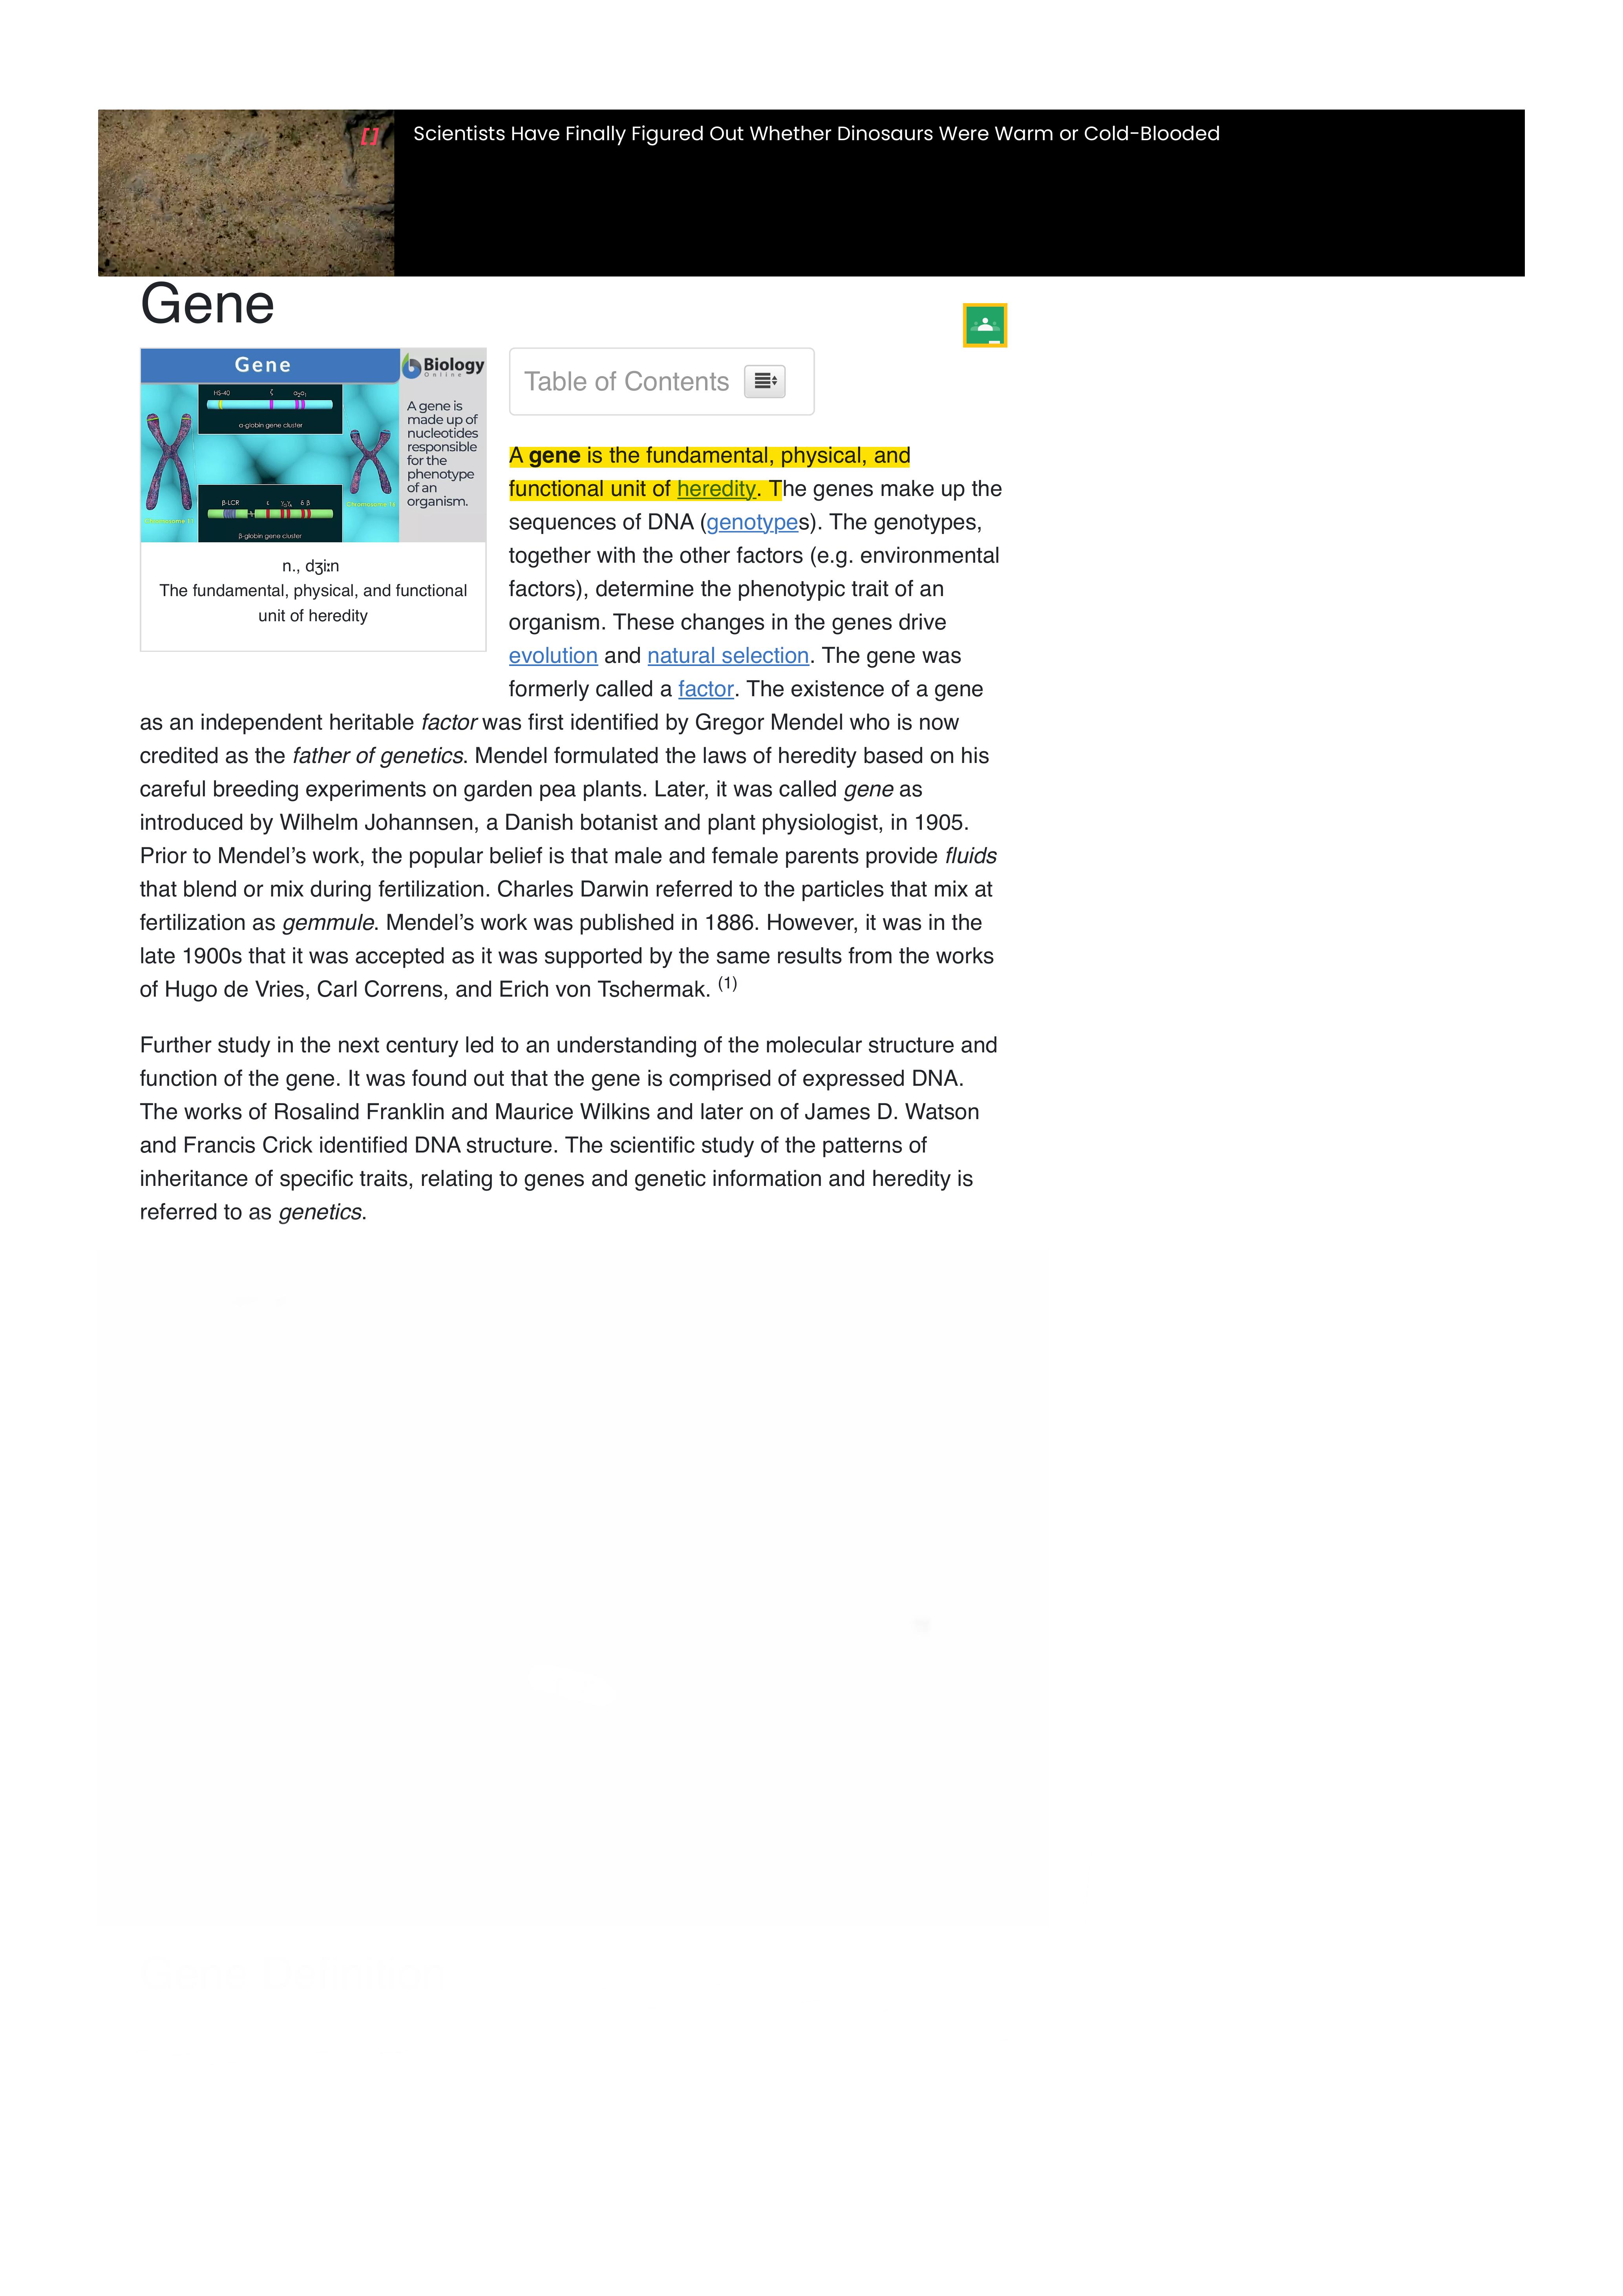 Scientists Have Finally Figured Out Whether Dinosaurs Were Warm or Cold-Blooded
[]
Gene
Gene
Biology
Online
HS-40 ζ α2α1
α-globin gene cluster
A gene is
made up of
nucleotides
responsible
for the
phenotype
of an
organism.
β-LCR ε δ β
β-globin gene cluster
n., dʒiːn
The fundamental, physical, and functional
unit of heredity
Table of Contents
A gene is the fundamental, physical, and
functional unit of heredity. The genes make up the
sequences of DNA (genotypes). The genotypes,
together with the other factors (e.g. environmental
factors), determine the phenotypic trait of an
organism. These changes in the genes drive
evolution and natural selection. The gene was
formerly called a factor. The existence of a gene
as an independent heritable factor was first identified by Gregor Mendel who is now
credited as the father of genetics. Mendel formulated the laws of heredity based on his
careful breeding experiments on garden pea plants. Later, it was called gene as
introduced by Wilhelm Johannsen, a Danish botanist and plant physiologist, in 1905.
Prior to Mendel’s work, the popular belief is that male and female parents provide fluids
that blend or mix during fertilization. Charles Darwin referred to the particles that mix at
fertilization as gemmule. Mendel’s work was published in 1886. However, it was in the
late 1900s that it was accepted as it was supported by the same results from the works
of Hugo de Vries, Carl Correns, and Erich von Tschermak. (1)
Further study in the next century led to an understanding of the molecular structure and
function of the gene. It was found out that the gene is comprised of expressed DNA.
The works of Rosalind Franklin and Maurice Wilkins and later on of James D. Watson
and Francis Crick identified DNA structure. The scientific study of the patterns of
inheritance of specific traits, relating to genes and genetic information and heredity is
referred to as genetics.